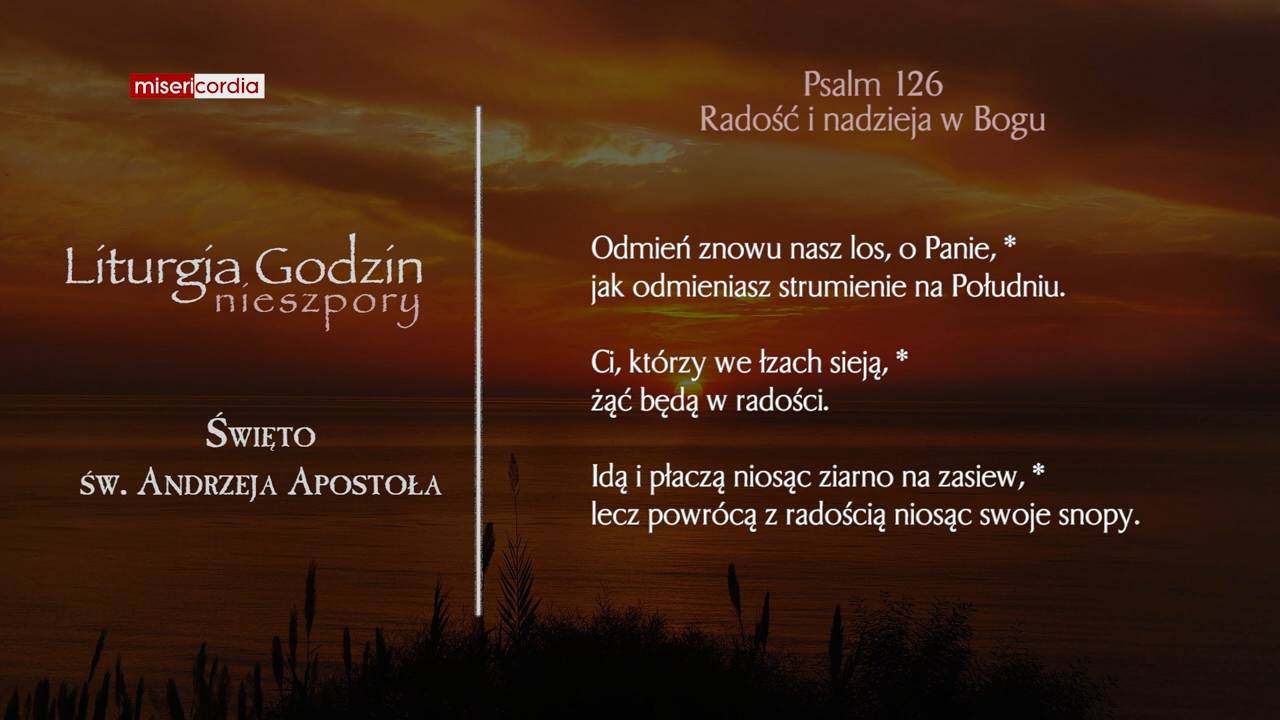 misericordia
Liturgia Godzin
nieszpory
Święto
św. Andrzeja Apostoła
Psalm 126
Radość i nadzieja w Bogu
Odmień znowu nasz los, o Panie, *
jak odmieniasz strumienie na Południu.
Ci, którzy we łzach sieją, *
żąć będą w radości.
Idą i płaczą niosąc ziarno na zasiew, *
lecz powrócą z radością niosąc swoje snopy.